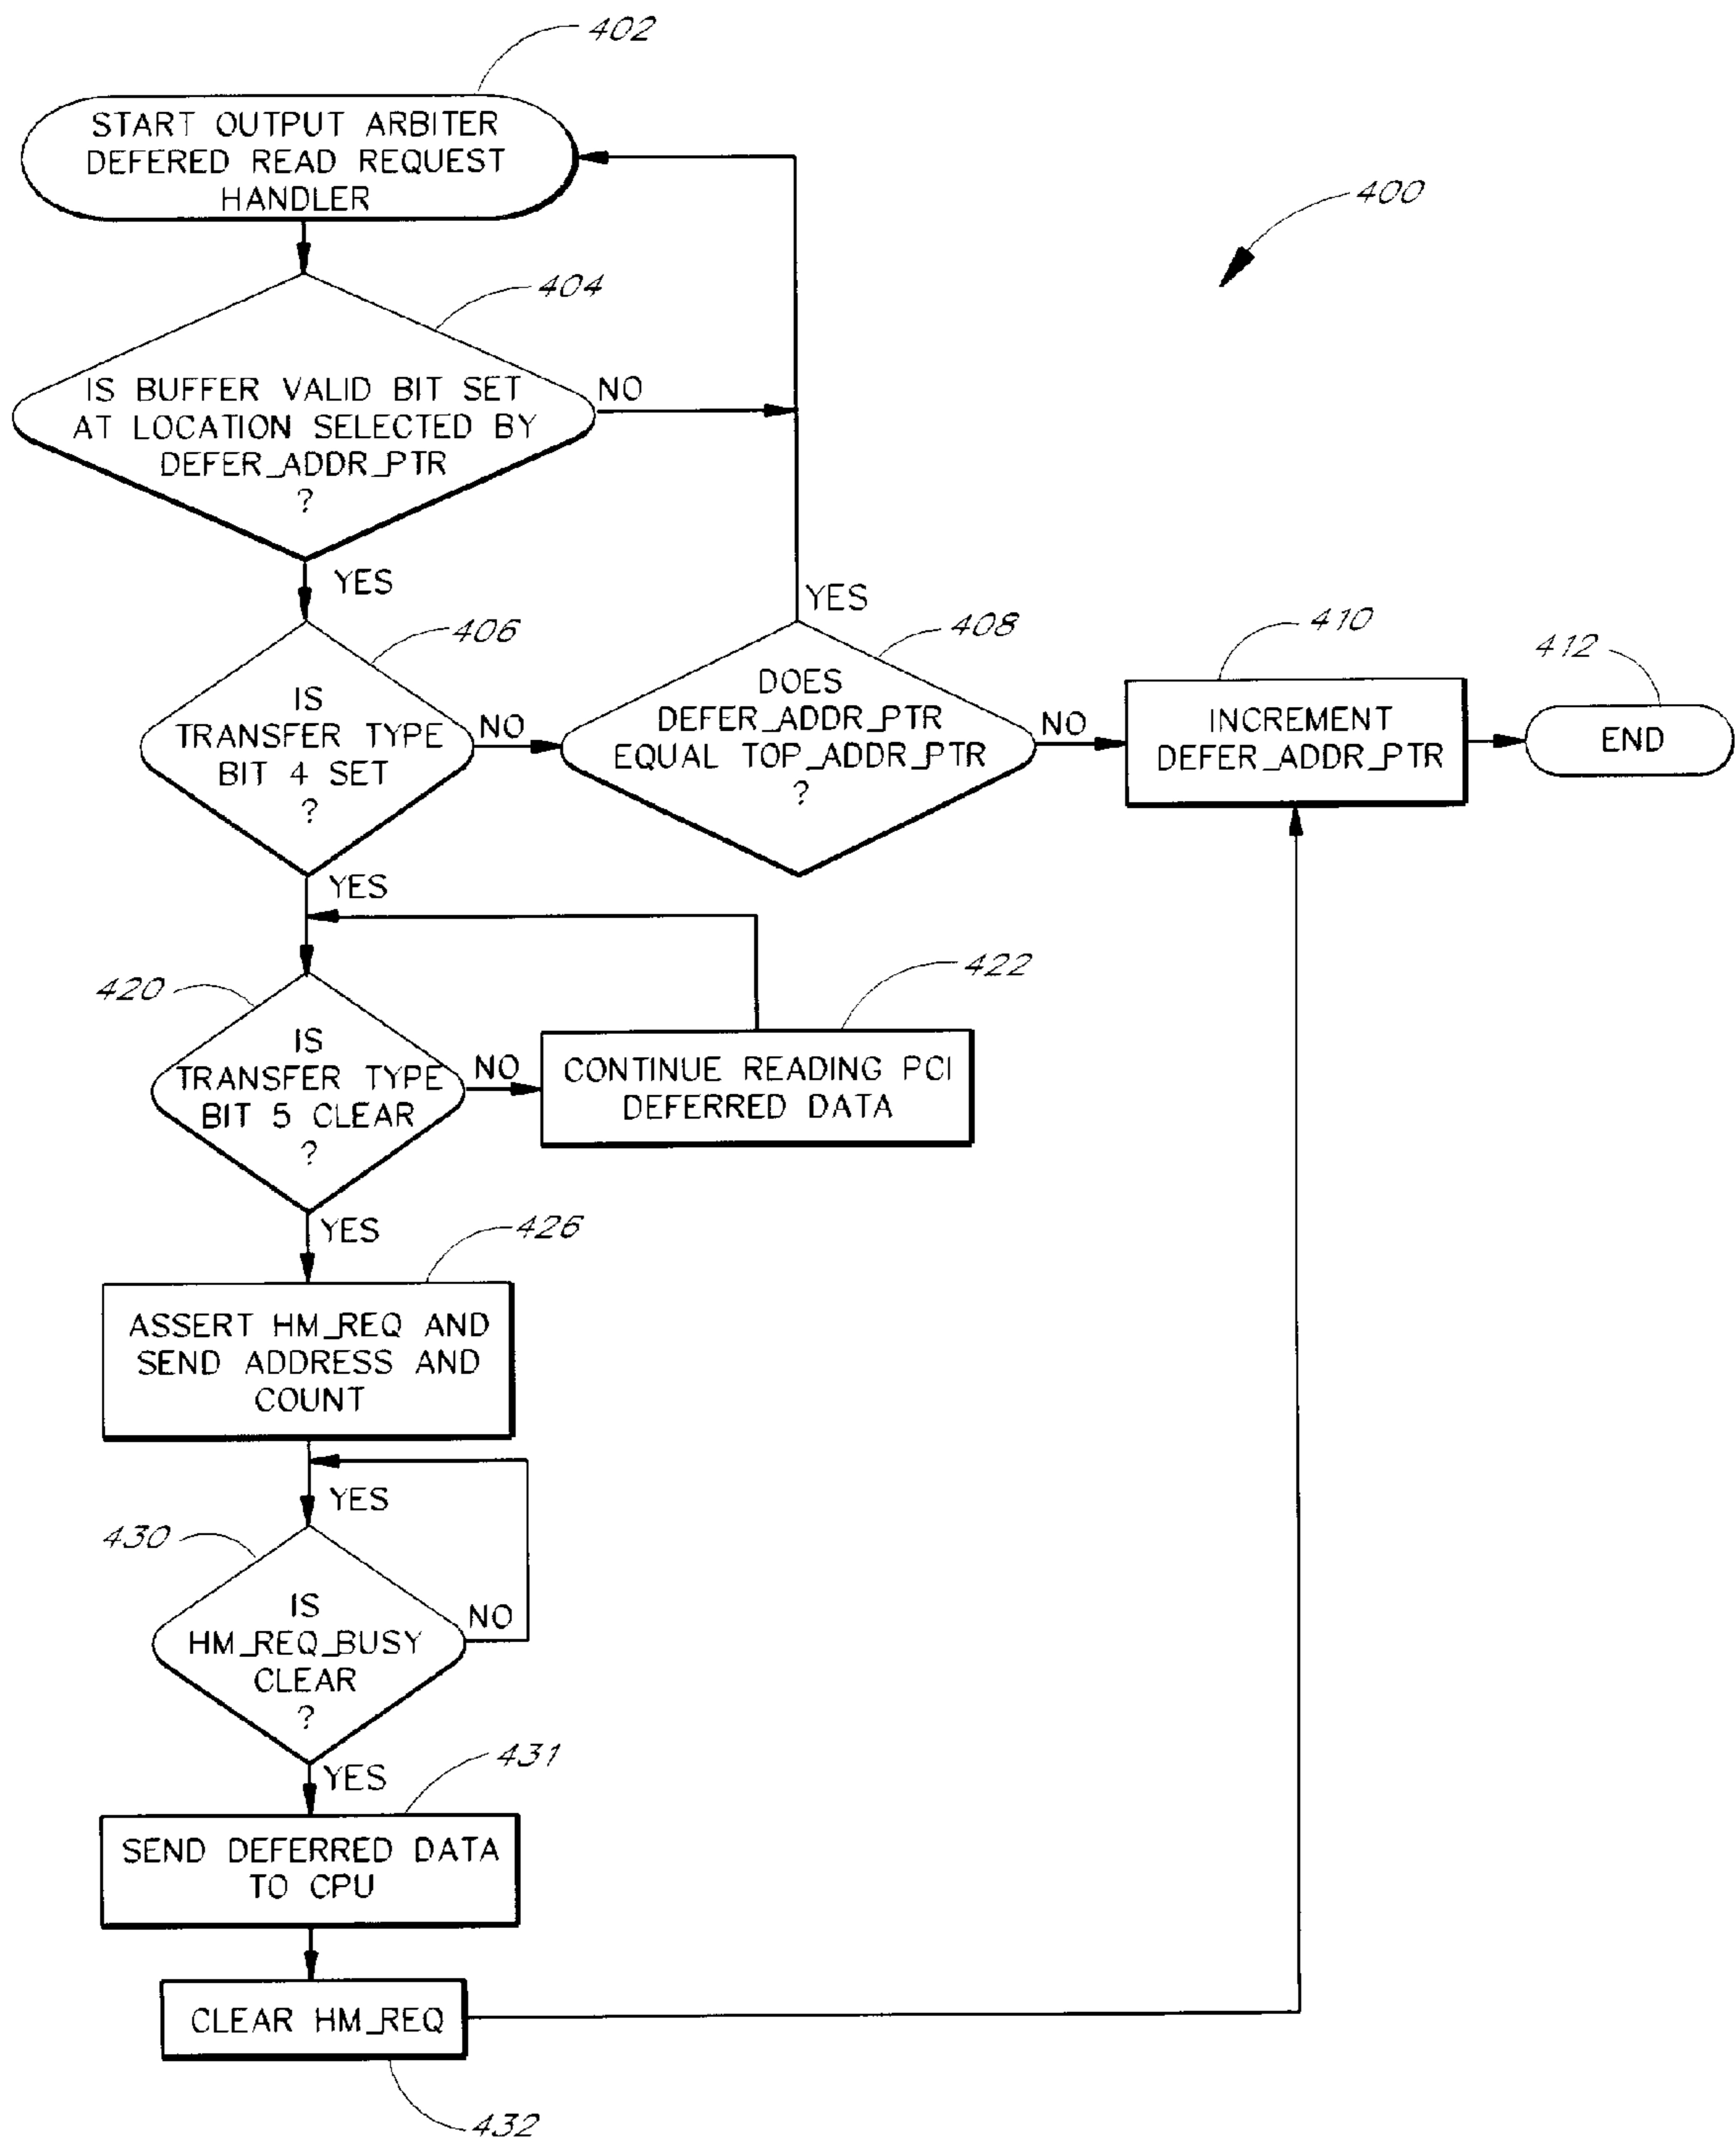 402
START OUTPUT ARBITER
DEFERED READ REQUEST
HANDLER
400
404
IS BUFFER VALID BIT SET
AT LOCATION SELECTED BY
DEFER_ADDR_PTR
?
NO
YES
406
IS
TRANSFER TYPE
BIT 4 SET
?
NO
YES
408
DOES
DEFER_ADDR_PTR
EQUAL TOP_ADDR_PTR
?
NO
410
INCREMENT
DEFER_ADDR_PTR
412
END
YES
420
IS
TRANSFER TYPE
BIT 5 CLEAR
?
NO
422
CONTINUE READING PCI
DEFERRED DATA
YES
426
ASSERT HM_REQ AND
SEND ADDRESS AND
COUNT
YES
430
IS
HM_REQ_BUSY
CLEAR
?
NO
YES
431
SEND DEFERRED DATA
TO CPU
CLEAR HM_REQ
432